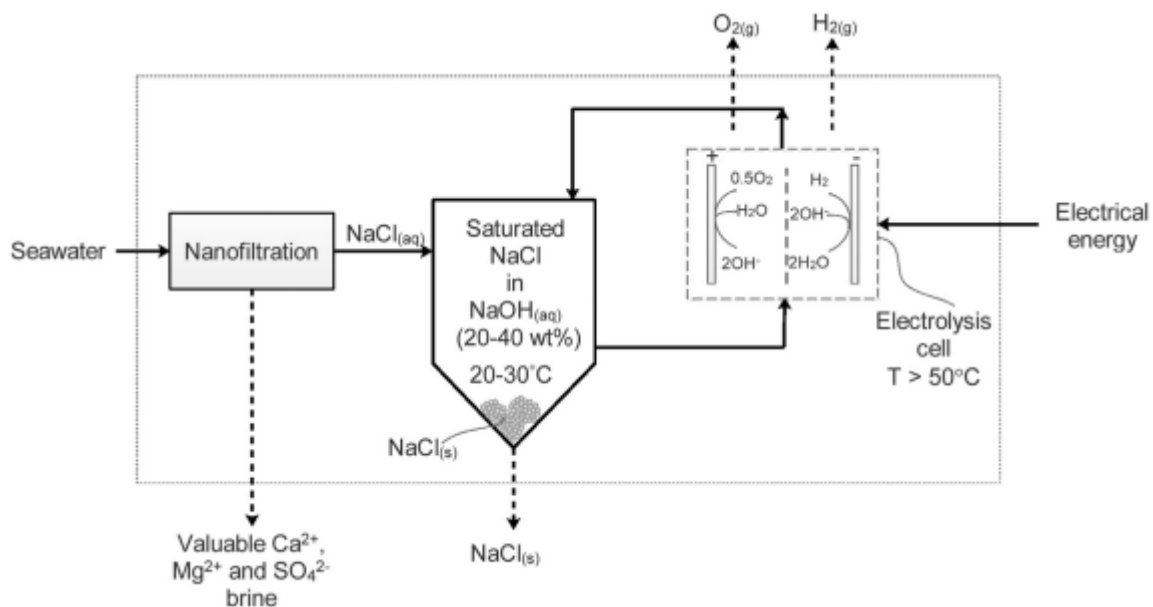 O₂(g)
H₂(g)
+
-
0.5O₂
H₂
H₂O
2OH⁻
2OH⁻
2H₂O
Seawater
Nanofiltration
NaCl(aq)
Saturated
NaCl
in
NaOH(aq)
(20-40 wt%)
20-30°C
NaCl(s)
Electrical
energy
Electrolysis
cell
T > 50°C
Valuable Ca²⁺,
Mg²⁺ and SO₄²⁻
brine
NaCl(s)